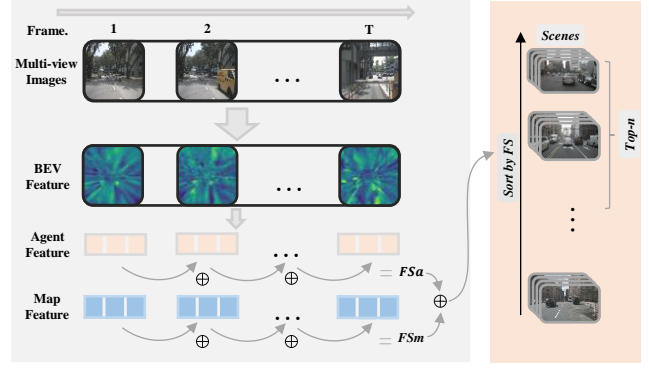 Frame. 1 2 T
Multi-view
Images
...
BEV
Feature
...
Agent
Feature
...
= FSa
Map
Feature
...
= FSm
Scenes
Sort by FS
Top-n